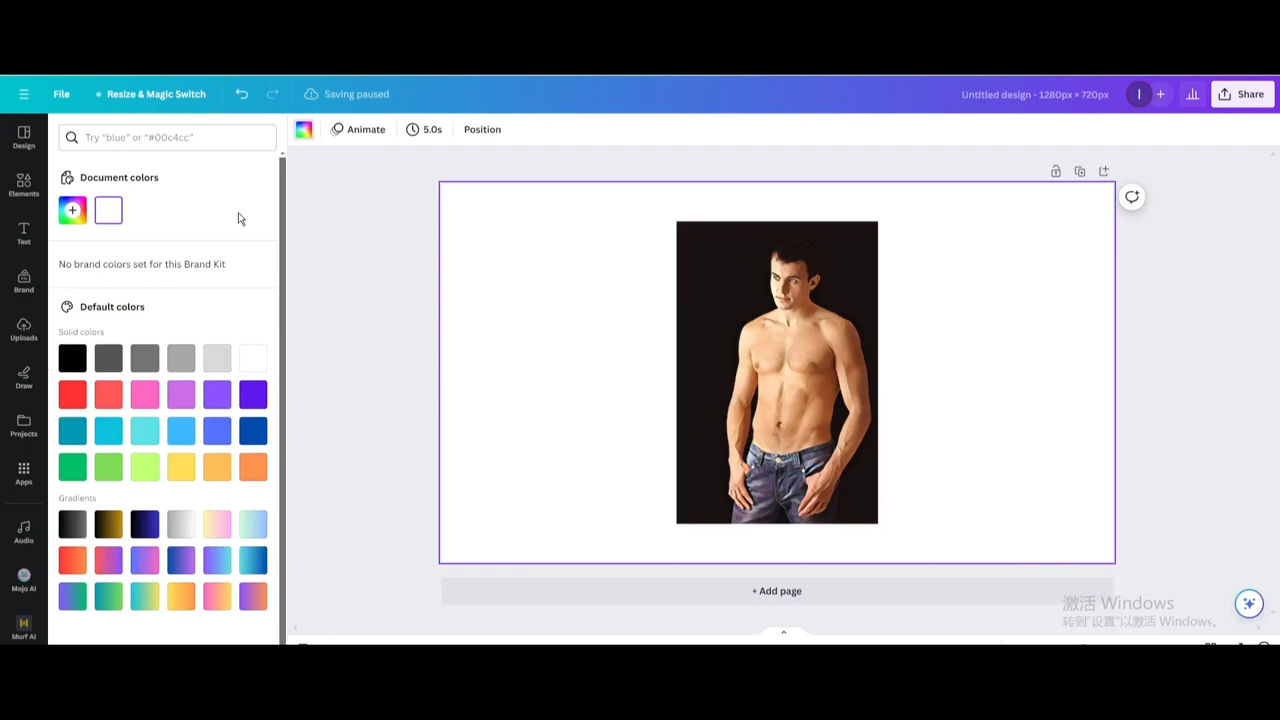 File
Resize & Magic Switch
Saving paused
Untitled design - 1280px × 720px
I
+
Share
Design
Elements
Text
Brand
Uploads
Draw
Projects
Apps
Audio
Mojo AI
Murf AI
Try “blue” or “#00c4cc”
Document colors
No brand colors set for this Brand Kit
Default colors
Solid colors
Gradients
Animate
5.0s
Position
+ Add page
激活 Windows
转到“设置”以激活 Windows。